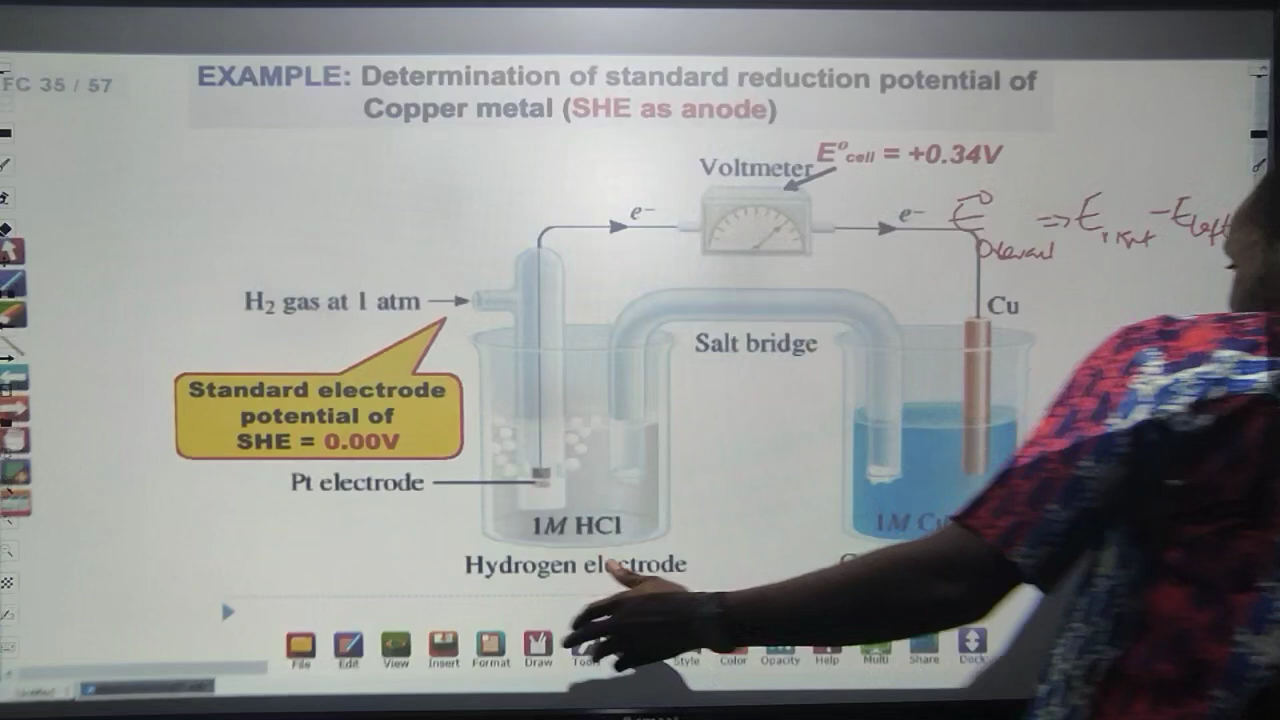 FC 35 / 57
EXAMPLE: Determination of standard reduction potential of
Copper metal (SHE as anode)
Voltmeter
E°cell = +0.34V
e⁻
e⁻
E° ⇒ E right - E left
H₂ gas at 1 atm
Cu
Salt bridge
Standard electrode
potential of
SHE = 0.00V
Pt electrode
1M HCl
1M
Hydrogen electrode
File Edit View Insert Format Draw Tools Style Color Opacity Help Multi Share Dock